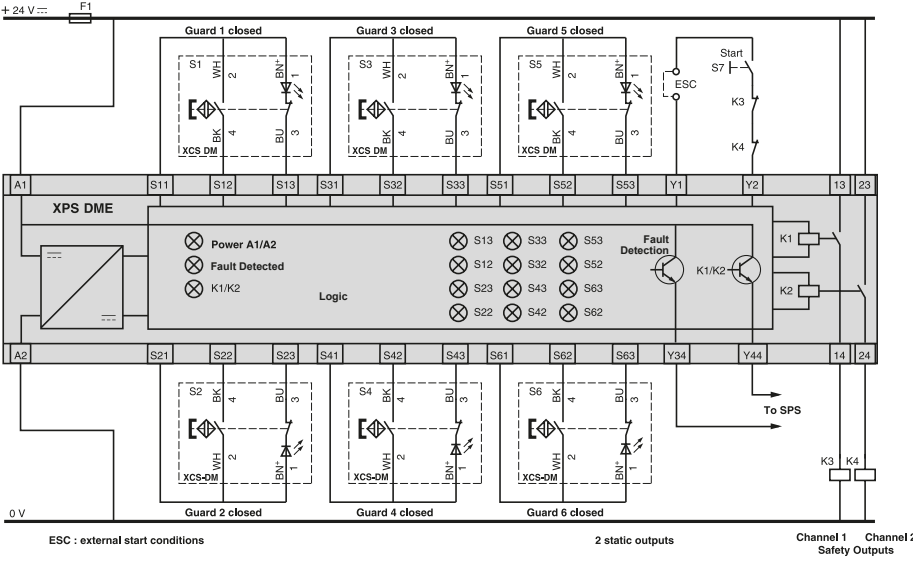 + 24 V
F1
Guard 1 closed
Guard 3 closed
Guard 5 closed
S1 WH 2 BN+ 1
S3 WH 2 BN+ 1
S5 WH 2 BN+ 1
BK 4 BU 3
BK 4 BU 3
BK 4 BU 3
XCS DM
XCS DM
XCS DM
ESC
Start
S7
K3
K4
A1 S11 S12 S13 S31 S32 S33 S51 S52 S53 Y1 Y2 13 23
XPS DME
Power A1/A2
Fault Detected
K1/K2
Logic
S13 S33 S53
S12 S32 S52
S23 S43 S63
S22 S42 S62
Fault
Detection
K1/K2
K1
K2
A2 S21 S22 S23 S41 S42 S43 S61 S62 S63 Y34 Y44 14 24
S2 BK 4 BU 3
S4 BK 4 BU 3
S6 BK 4 BU 3
WH 2 BN+ 1
WH 2 BN+ 1
WH 2 BN+ 1
XCS-DM
XCS-DM
XCS-DM
To SPS
K3 K4
0 V
Guard 2 closed
Guard 4 closed
Guard 6 closed
ESC : external start conditions
2 static outputs
Channel 1 Channel 2
Safety Outputs